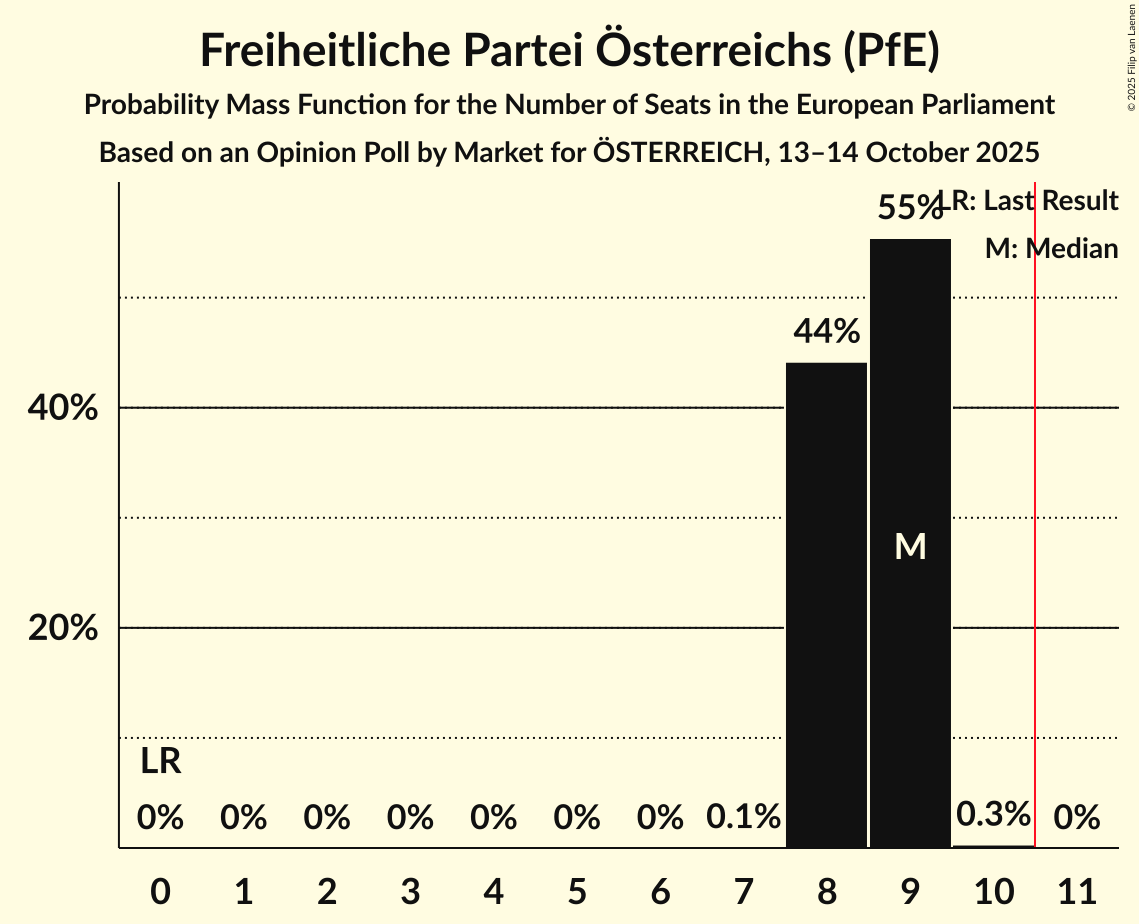 Freiheitliche Partei Österreichs (PfE)
Probability Mass Function for the Number of Seats in the European Parliament
Based on an Opinion Poll by Market for ÖSTERREICH, 13–14 October 2025
© 2025 Filip van Laenen
LR: Last Result
M: Median
55%
44%
40%
20%
M
LR
0% 0% 0% 0% 0% 0% 0% 0.1% 0.3% 0%
0 1 2 3 4 5 6 7 8 9 10 11